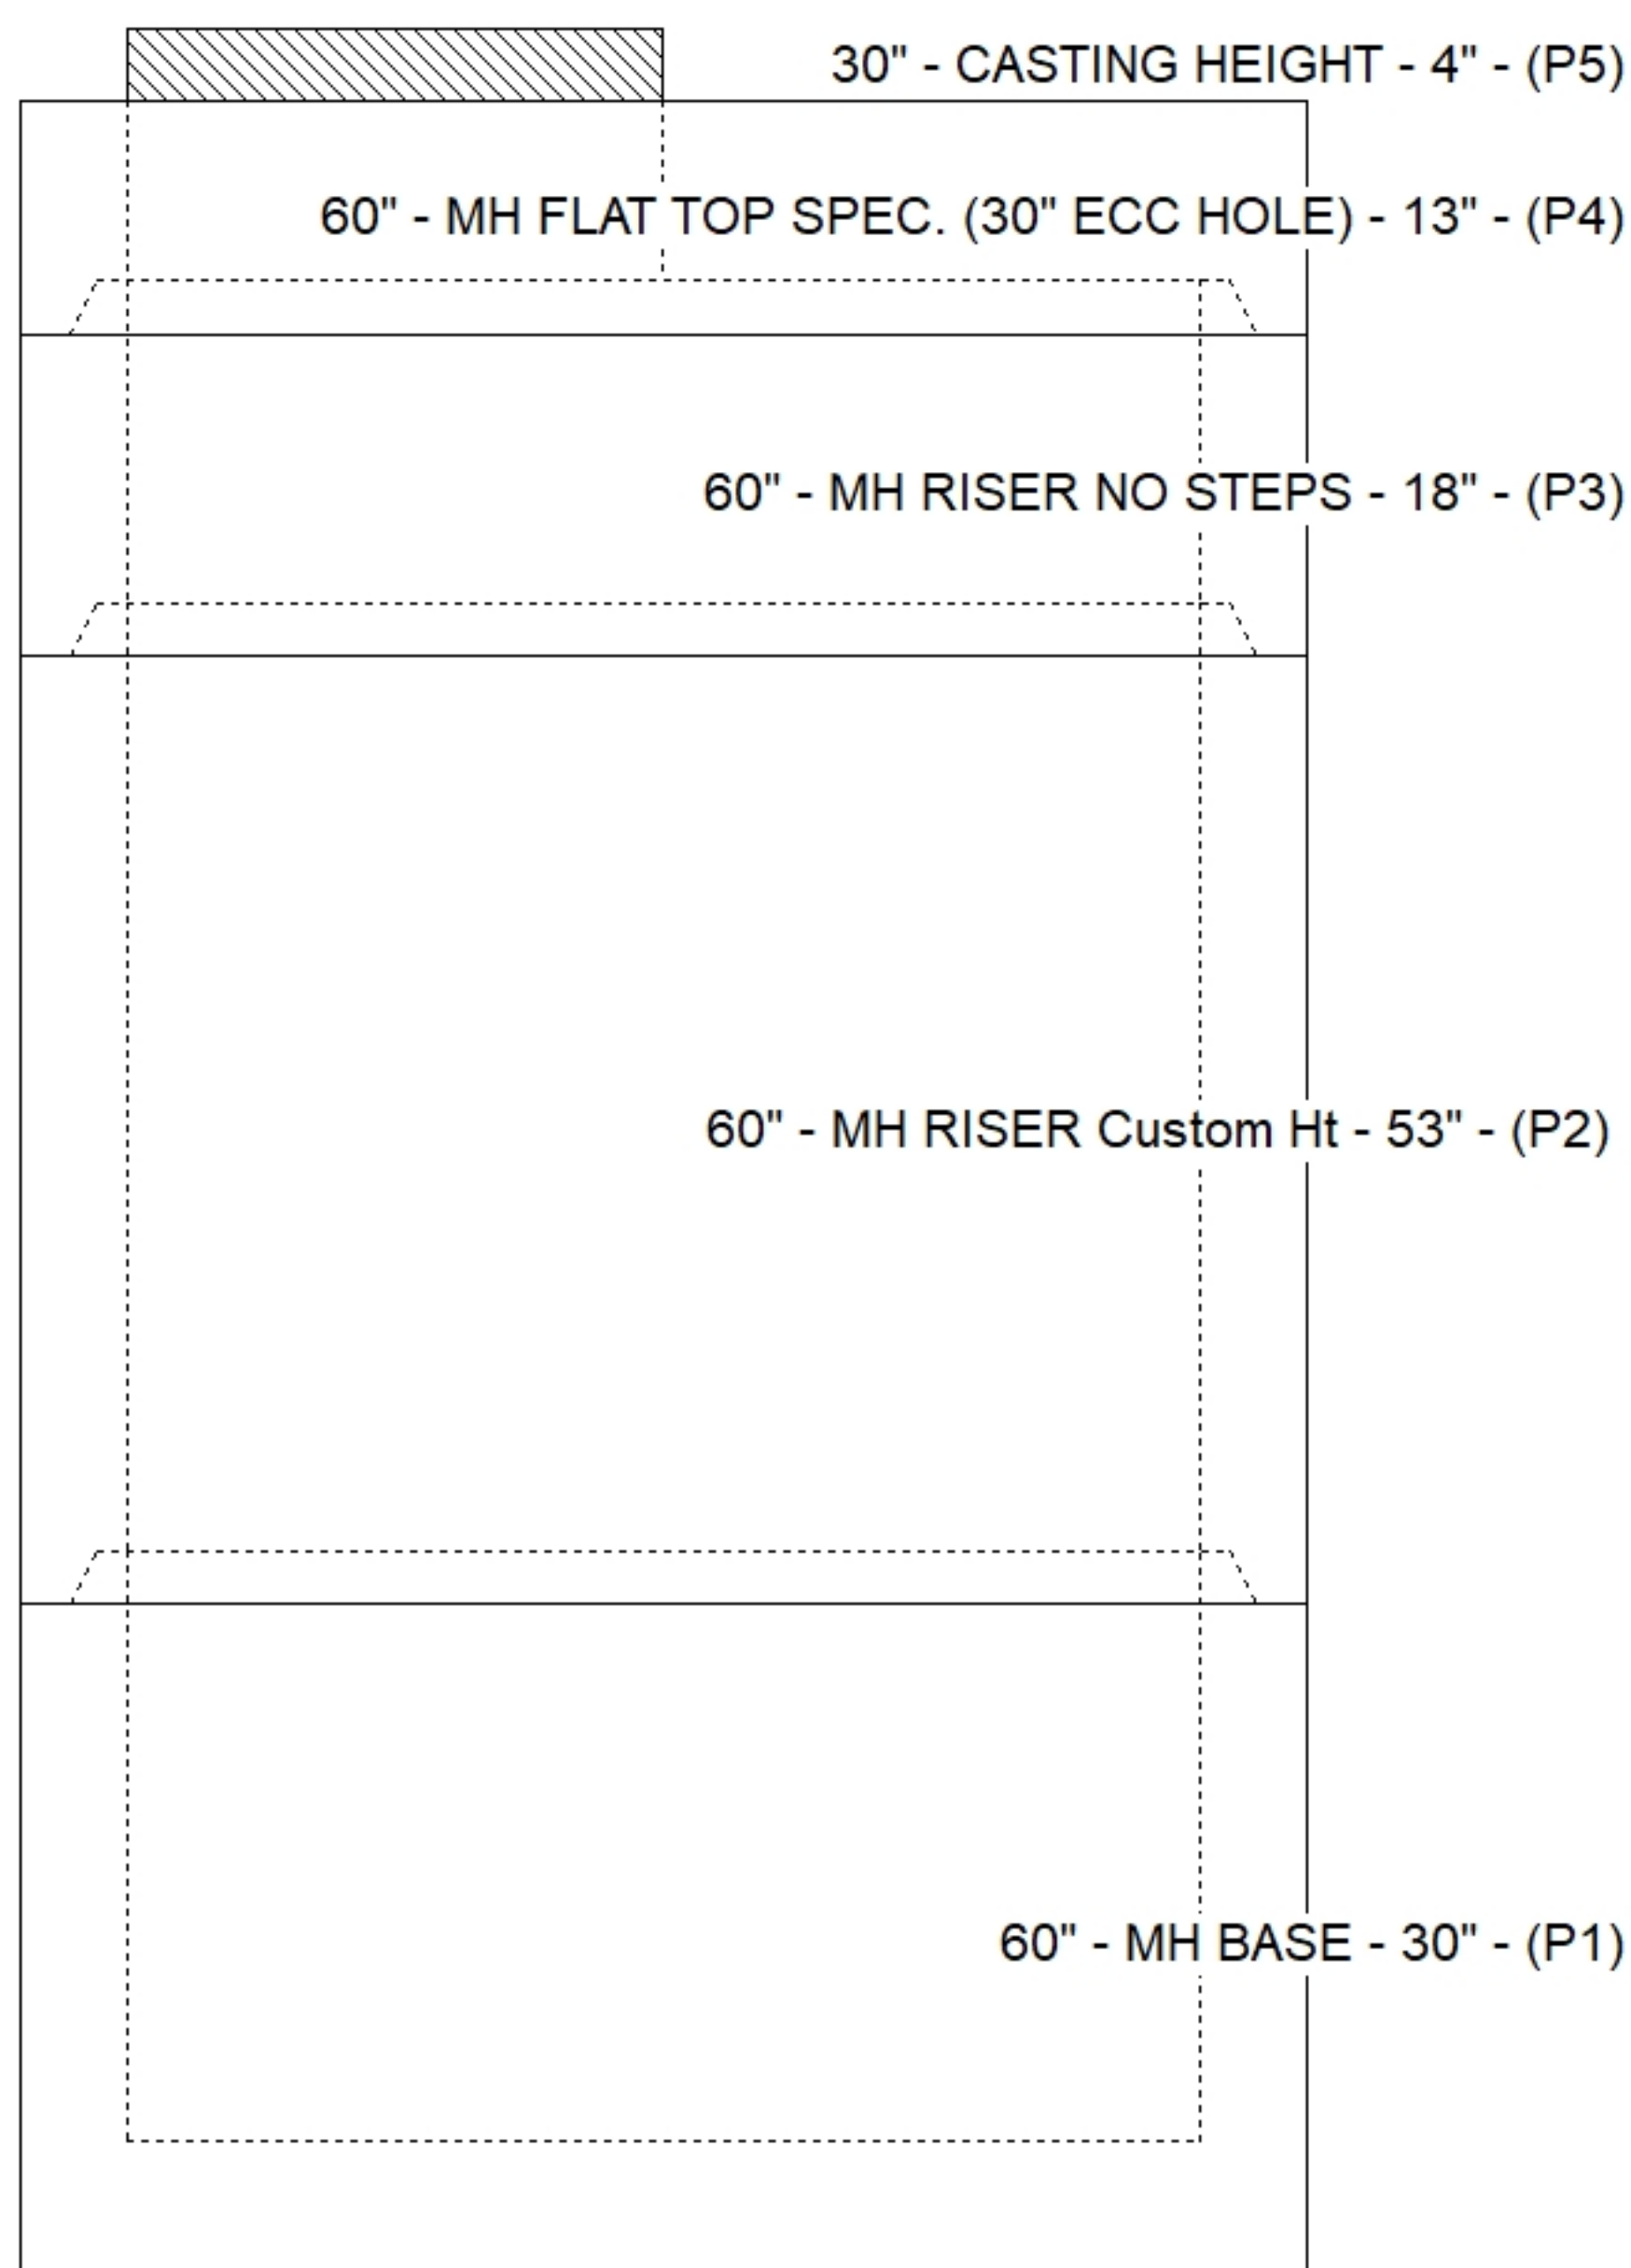 30" - CASTING HEIGHT - 4" - (P5)
60" - MH FLAT TOP SPEC. (30" ECC HOLE) - 13" - (P4)
60" - MH RISER NO STEPS - 18" - (P3)
60" - MH RISER Custom Ht - 53" - (P2)
60" - MH BASE - 30" - (P1)